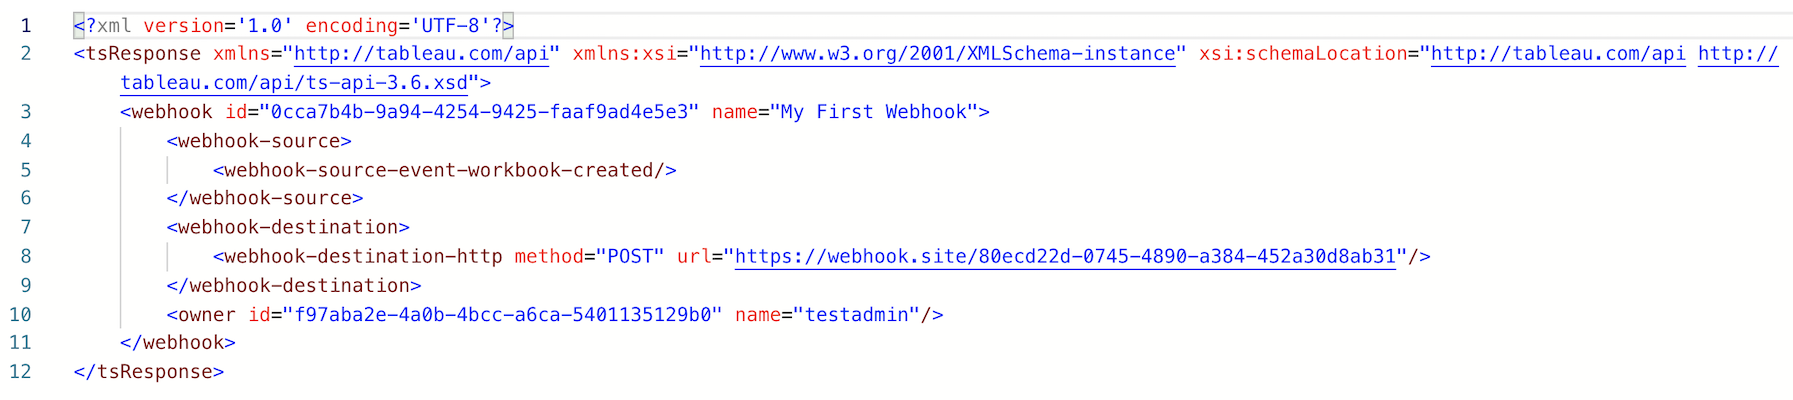 1 <?xml version='1.0' encoding='UTF-8'?>
2 <tsResponse xmlns="http://tableau.com/api" xmlns:xsi="http://www.w3.org/2001/XMLSchema-instance" xsi:schemaLocation="http://tableau.com/api http://
tableau.com/api/ts-api-3.6.xsd">
3 <webhook id="0cca7b4b-9a94-4254-9425-faaf9ad4e5e3" name="My First Webhook">
4 <webhook-source>
5 <webhook-source-event-workbook-created/>
6 </webhook-source>
7 <webhook-destination>
8 <webhook-destination-http method="POST" url="https://webhook.site/80ecd22d-0745-4890-a384-452a30d8ab31"/>
9 </webhook-destination>
10 <owner id="f97aba2e-4a0b-4bcc-a6ca-5401135129b0" name="testadmin"/>
11 </webhook>
12 </tsResponse>